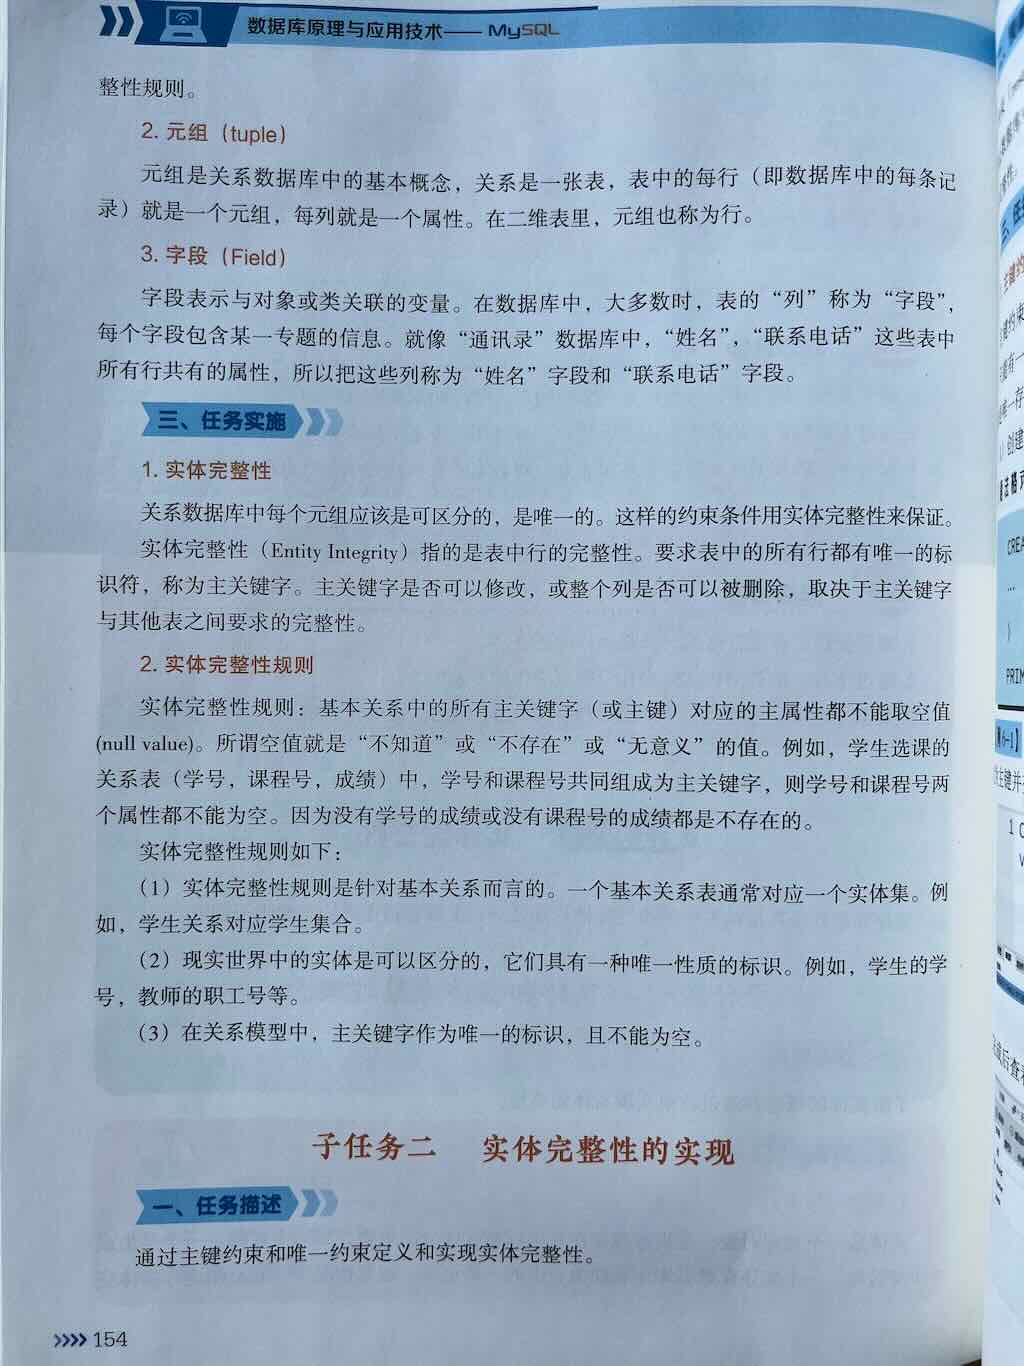 数据库原理与应用技术——MySQL
整性规则。
2. 元组（tuple）
元组是关系数据库中的基本概念，关系是一张表，表中的每行（即数据库中的每条记
录）就是一个元组，每列就是一个属性。在二维表里，元组也称为行。
3. 字段（Field）
字段表示与对象或类关联的变量。在数据库中，大多数时，表的“列”称为“字段”，
每个字段包含某一专题的信息。就像“通讯录”数据库中，“姓名”，“联系电话”这些表中
所有行共有的属性，所以把这些列称为“姓名”字段和“联系电话”字段。
三、任务实施
1. 实体完整性
关系数据库中每个元组应该是可区分的，是唯一的。这样的约束条件用实体完整性来保证。
实体完整性（Entity Integrity）指的是表中行的完整性。要求表中的所有行都有唯一的标
识符，称为主关键字。主关键字是否可以修改，或整个列是否可以被删除，取决于主关键字
与其他表之间要求的完整性。
2. 实体完整性规则
实体完整性规则：基本关系中的所有主关键字（或主键）对应的主属性都不能取空值
(null value)。所谓空值就是“不知道”或“不存在”或“无意义”的值。例如，学生选课的
关系表（学号，课程号，成绩）中，学号和课程号共同组成为主关键字，则学号和课程号两
个属性都不能为空。因为没有学号的成绩或没有课程号的成绩都是不存在的。
实体完整性规则如下：
（1）实体完整性规则是针对基本关系而言的。一个基本关系表通常对应一个实体集。例
如，学生关系对应学生集合。
（2）现实世界中的实体是可以区分的，它们具有一种唯一性质的标识。例如，学生的学
号，教师的职工号等。
（3）在关系模型中，主关键字作为唯一的标识，且不能为空。
子任务二 实体完整性的实现
一、任务描述
通过主键约束和唯一约束定义和实现实体完整性。
154